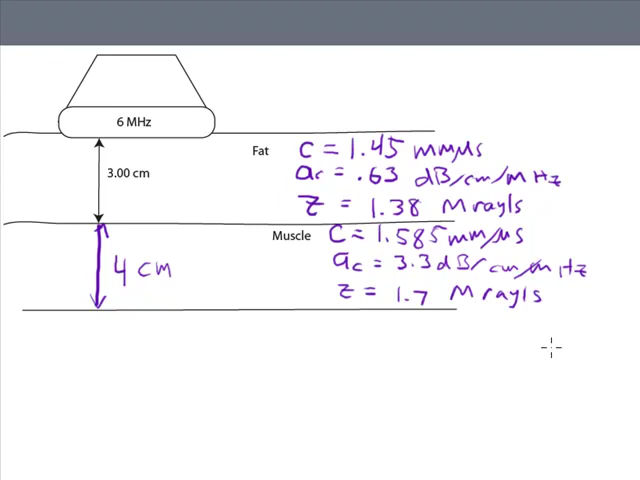 6 MHz
Fat
c = 1.45 mm/μs
ac = .63 dB/cm/MHz
3.00 cm
z = 1.38 Mrayls
Muscle
c = 1.585 mm/μs
ac = 3.3 dB/cm/MHz
4 cm
z = 1.7 Mrayls